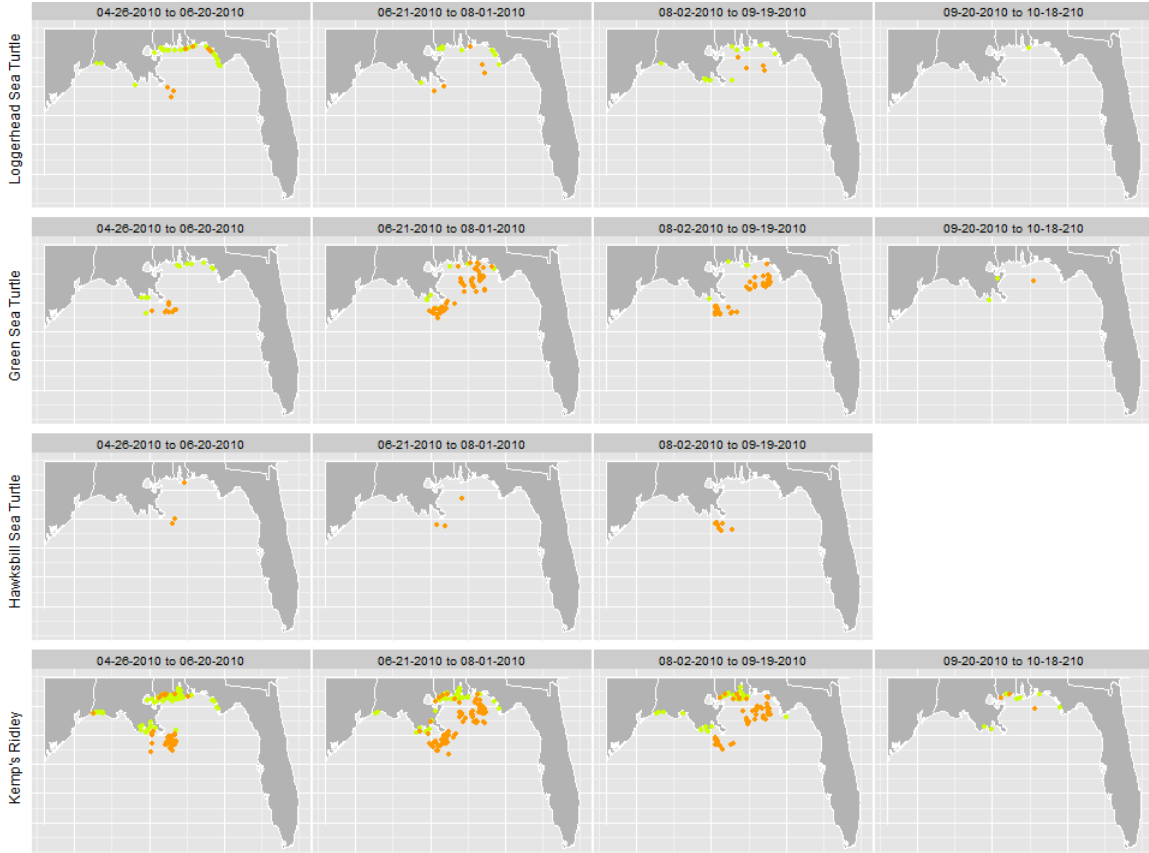 04-26-2010 to 06-20-2010
06-21-2010 to 08-01-2010
08-02-2010 to 09-19-2010
09-20-2010 to 10-18-210
Loggerhead Sea Turtle
04-26-2010 to 06-20-2010
06-21-2010 to 08-01-2010
08-02-2010 to 09-19-2010
09-20-2010 to 10-18-210
Green Sea Turtle
04-26-2010 to 06-20-2010
06-21-2010 to 08-01-2010
08-02-2010 to 09-19-2010
Hawksbill Sea Turtle
04-26-2010 to 06-20-2010
06-21-2010 to 08-01-2010
08-02-2010 to 09-19-2010
09-20-2010 to 10-18-210
Kemp's Ridley